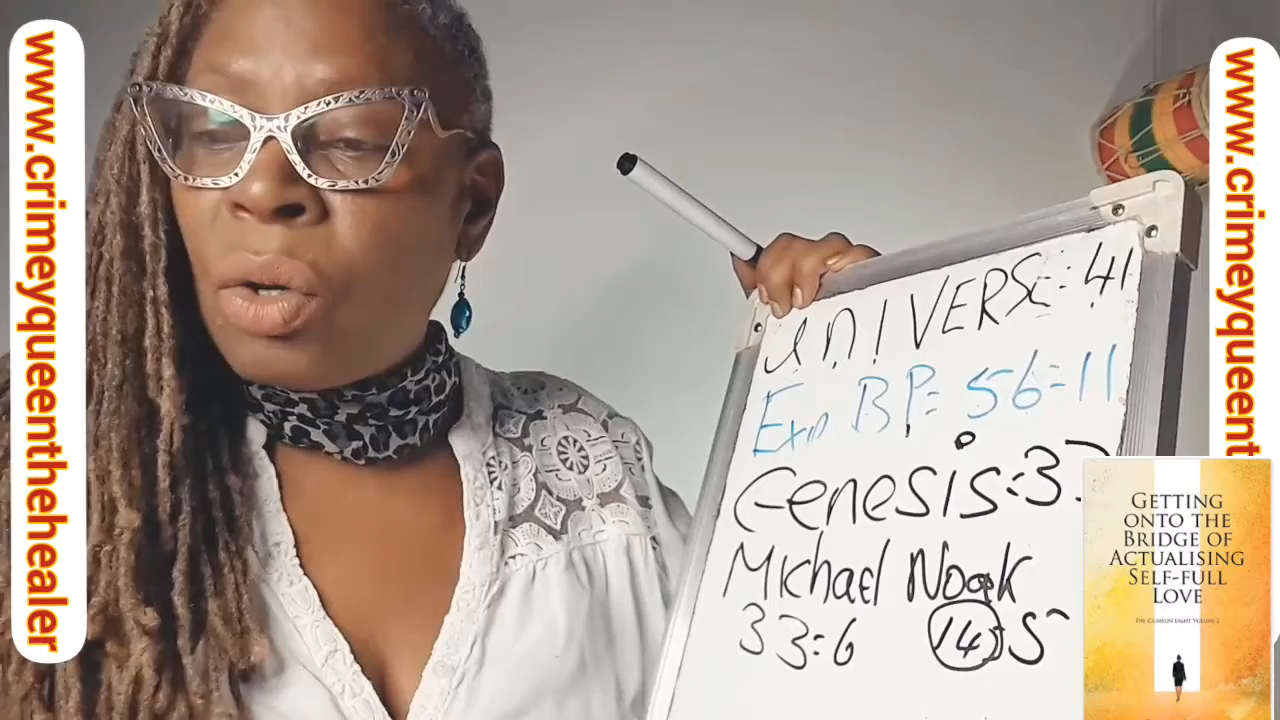 www.crimeyqueenthehealer
UNIVERSE: 41
BP= 56=11
Genesis:3
Michael Noak
33:6 14=5
www.crimeyqueent
GETTING
ONTO THE
BRIDGE OF
ACTUALISING
SELF-FULL
LOVE
THE CRIMSON LIGHT VOLUME 2